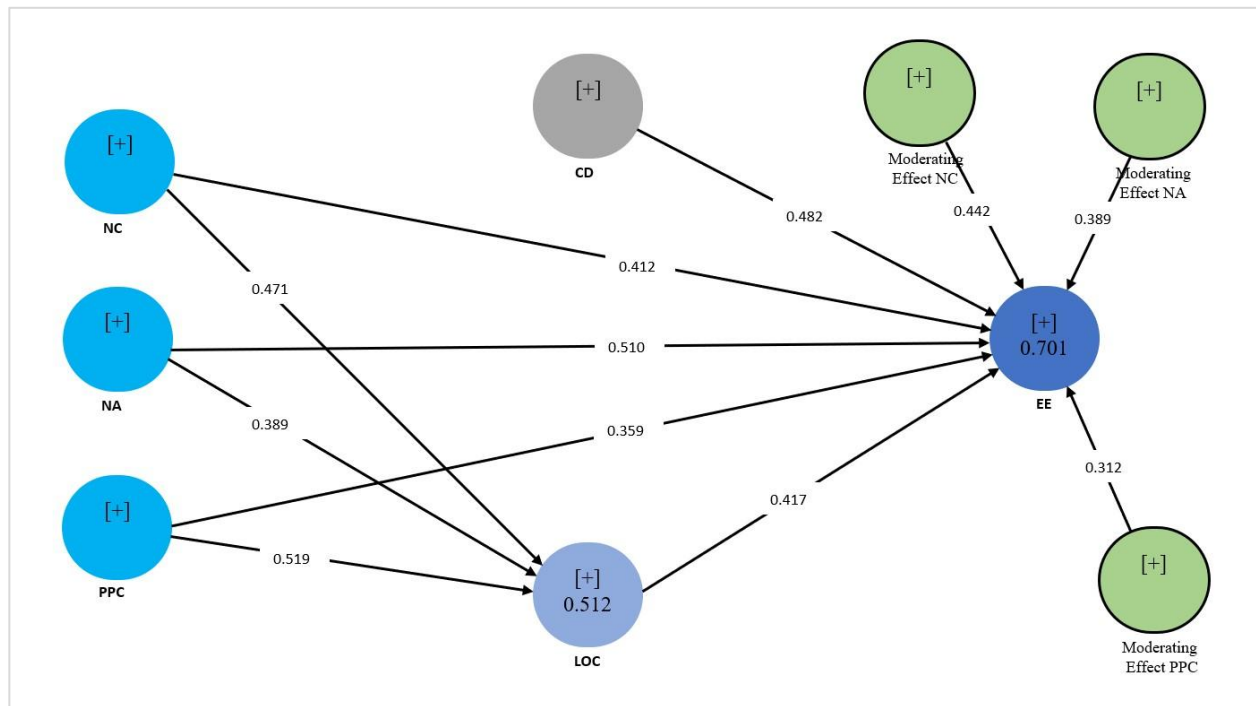 [+]
NC
[+]
NA
[+]
PPC
[+]
CD
[+]
Moderating
Effect NC
[+]
Moderating
Effect NA
0.482
0.442
0.389
0.412
0.471
0.510
0.389
0.359
0.519
0.417
0.312
[+]
0.701
EE
[+]
0.512
LOC
[+]
Moderating
Effect PPC